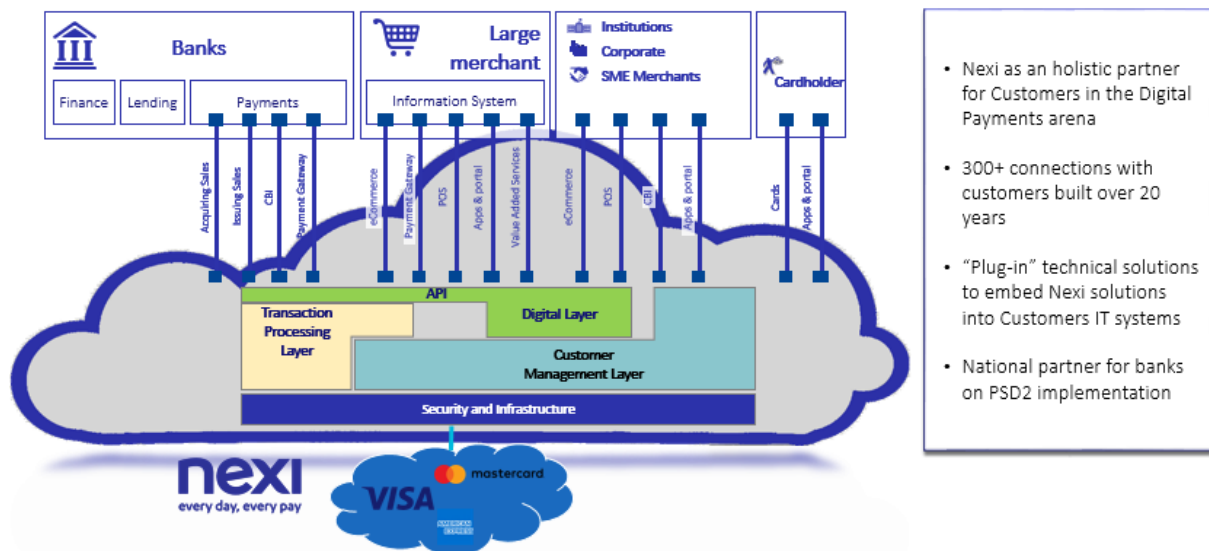 Banks
Finance
Lending
Payments
Large
merchant
Information System
Institutions
Corporate
SME Merchants
Cardholder
Acquiring Sales
Issuing Sales
CBI
Payment Gateway
eCommerce
Payment Gateway
POS
Apps & portal
Value Added Services
eCommerce
POS
CBI
Apps & portal
Cards
Apps & portal
API
Transaction
Processing
Layer
Digital Layer
Customer
Management Layer
Security and Infrastructure
nexi
every day, every pay
mastercard
VISA
AMERICAN
EXPRESS
• Nexi as an holistic partner
for Customers in the Digital
Payments arena
• 300+ connections with
customers built over 20
years
• “Plug-in” technical solutions
to embed Nexi solutions
into Customers IT systems
• National partner for banks
on PSD2 implementation